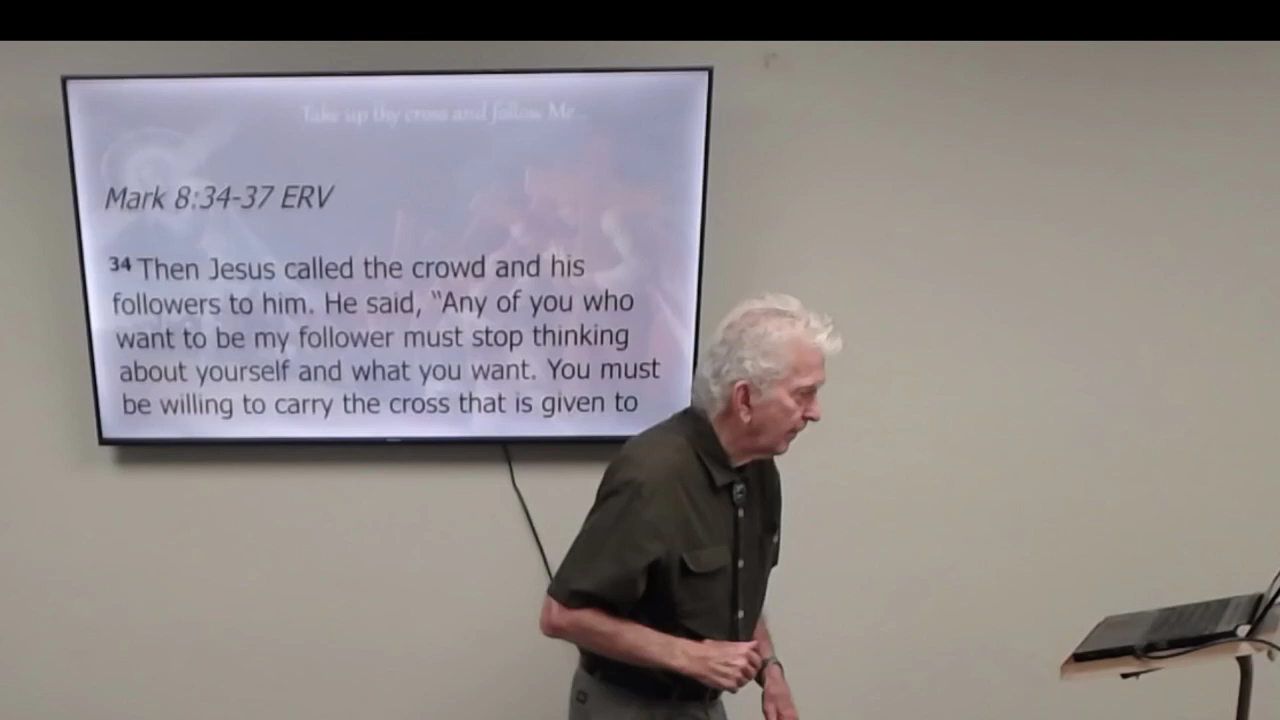 Take up thy cross and follow Me...
Mark 8:34-37 ERV
34 Then Jesus called the crowd and his
followers to him. He said, “Any of you who
want to be my follower must stop thinking
about yourself and what you want. You must
be willing to carry the cross that is given to